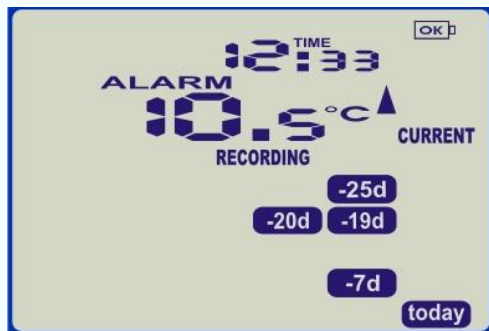 OK
TIME
12:33
ALARM
10.5°C
CURRENT
RECORDING
-25d
-20d -19d
-7d
today